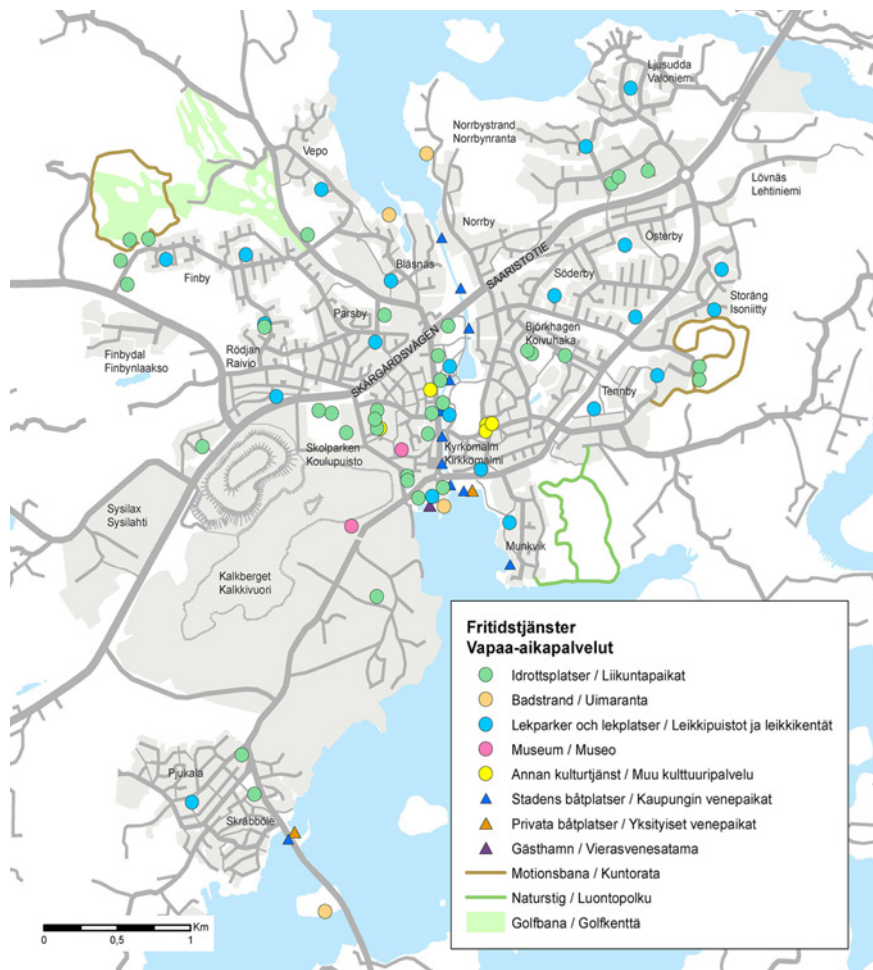 Ljusudda
Valoniemi
Norrbystrand
Norrbynranta
Vepo
Lövnäs
Lehtiniemi
Norrby
Österby
SAARISTOTIE
Blåsnäs
Finby
Söderby
Storäng
Isoniitty
Parsby
Björkhagen
Koivuhaka
Finbydal
Finbynlaakso
Rödjan
Raivio
SKÄRGÅRDSVÄGEN
Tennby
Skolparken
Koulupuisto
Kyrkomalm
Kirkkomalmi
Sysilax
Sysilahti
Munkvik
Kalkberget
Kalkkivuori
Pjukala
Skräbböle
Fritidstjänster
Vapaa-aikapalvelut
Idrottsplatser / Liikuntapaikat
Badstrand / Uimaranta
Lekparker och lekplatser / Leikkipuistot ja leikkikentät
Museum / Museo
Annan kulturtjänst / Muu kulttuuripalvelu
Stadens båtplatser / Kaupungin venepaikat
Privata båtplatser / Yksityiset venepaikat
Gästhamn / Vierasvenesatama
Motionsbana / Kuntorata
Naturstig / Luontopolku
Golfbana / Golfkenttä
Km
0 0,5 1